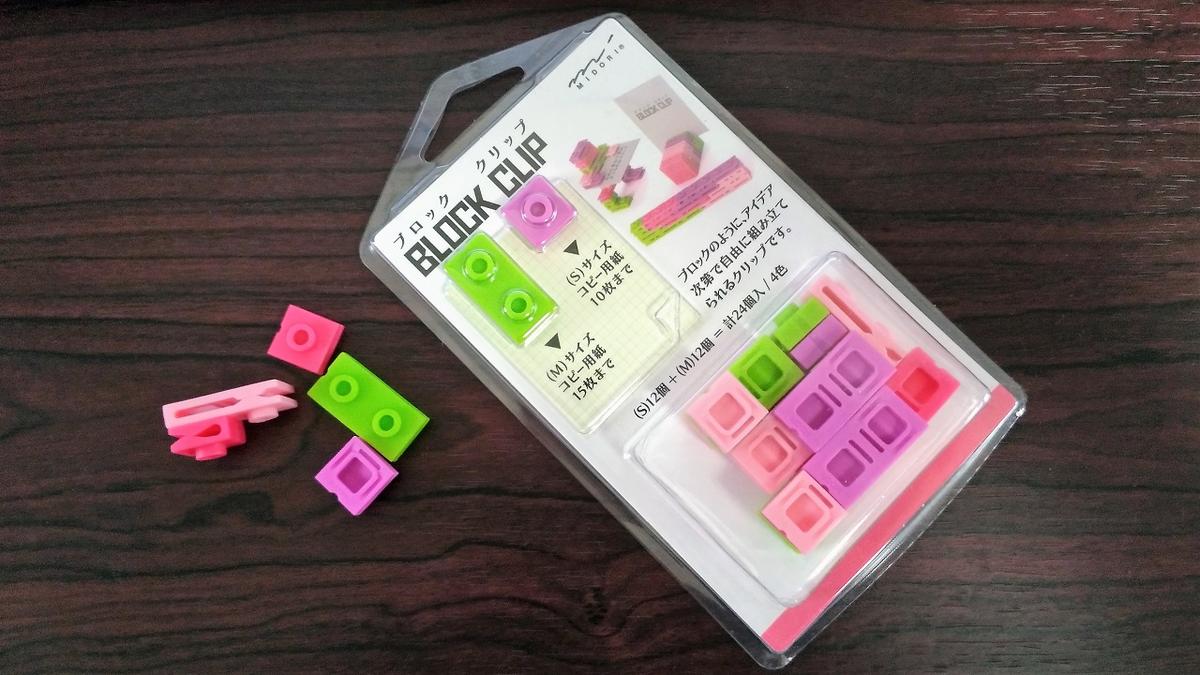 MIDORI®
BLOCK CLIP
ブロック クリップ
BLOCK CLIP
▼
(S)サイズ
コピー用紙
10枚まで
▼
(M)サイズ
コピー用紙
15枚まで
ブロックのように、アイデア
次第で自由に組み立て
られるクリップです。
(S)12個 + (M)12個 = 計24個入 / 4色